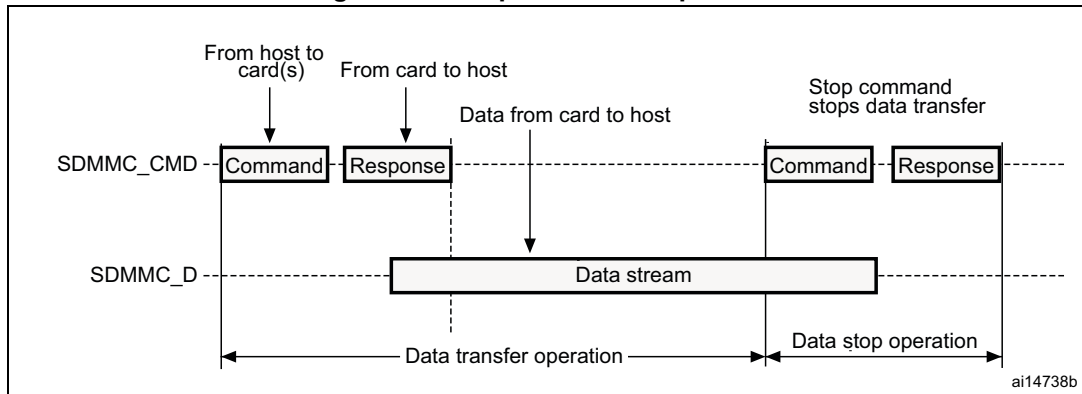 From host to
card(s)
From card to host
Data from card to host
Stop command
stops data transfer
SDMMC_CMD
Command
Response
Command
Response
SDMMC_D
Data stream
Data transfer operation
Data stop operation
ai14738b